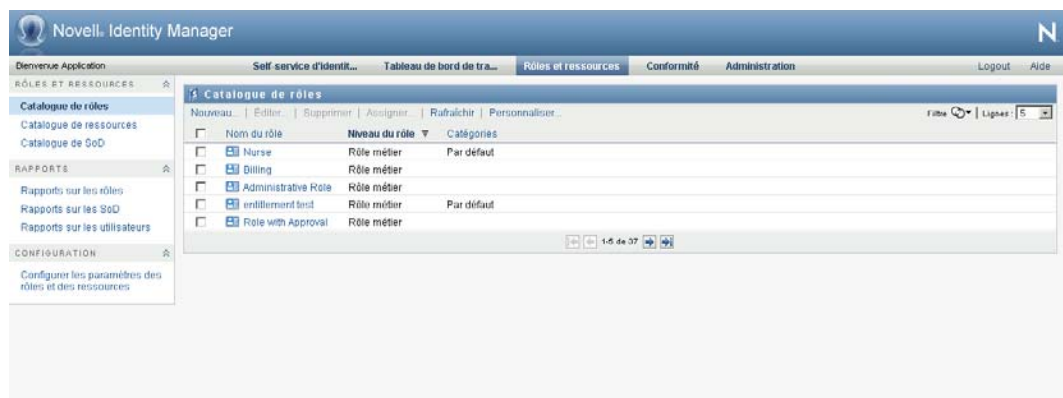 Novell® Identity Manager
N
Bienvenue Application
Self-service d'identit... Tableau de bord de tra... Rôles et ressources Conformité Administration Logout Aide
RÔLES ET RESSOURCES
Catalogue de rôles
Catalogue de ressources
Catalogue de SoD
RAPPORTS
Rapports sur les rôles
Rapports sur les SoD
Rapports sur les utilisateurs
CONFIGURATION
Configurer les paramètres des rôles et des ressources
Catalogue de rôles
Nouveau... | Éditer... | Supprimer | Assigner... | Rafraîchir | Personnaliser... Filtre | Lignes : 5
Nom du rôle Niveau du rôle Catégories
Nurse Rôle métier Par défaut
Billing Rôle métier
Administrative Role Rôle métier
entitlement test Rôle métier Par défaut
Role with Approval Rôle métier
1-5 de 37